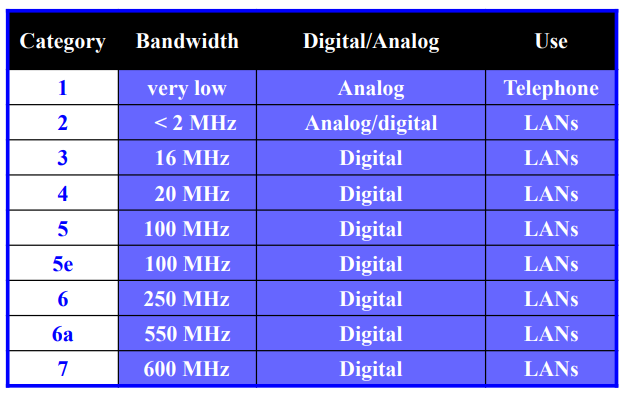 Category Bandwidth Digital/Analog Use
1 very low Analog Telephone
2 < 2 MHz Analog/digital LANs
3 16 MHz Digital LANs
4 20 MHz Digital LANs
5 100 MHz Digital LANs
5e 100 MHz Digital LANs
6 250 MHz Digital LANs
6a 550 MHz Digital LANs
7 600 MHz Digital LANs